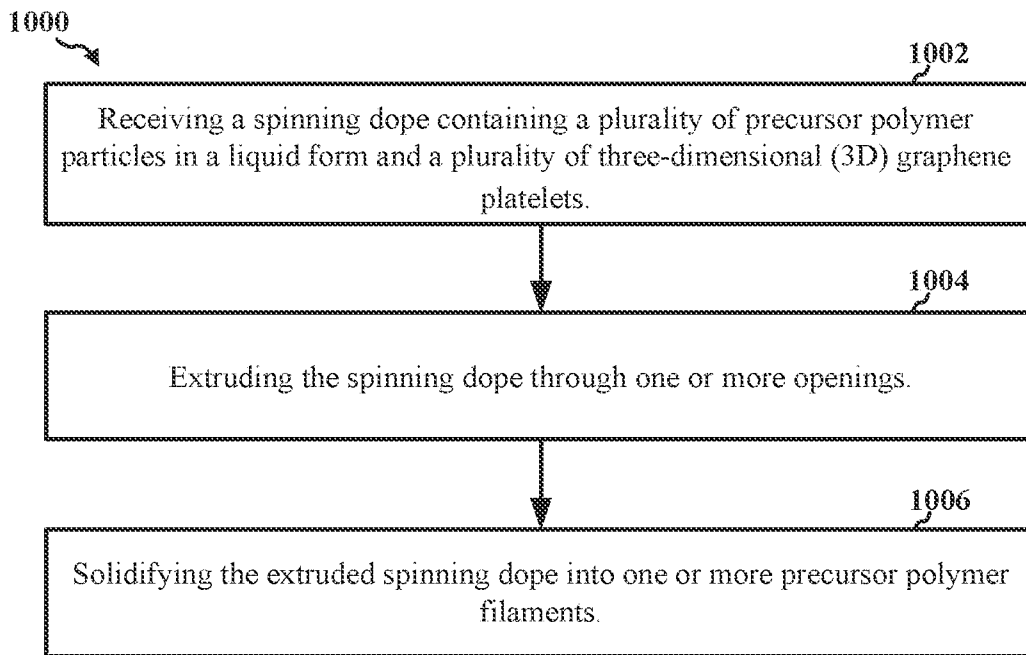 1000
1002
Receiving a spinning dope containing a plurality of precursor polymer
particles in a liquid form and a plurality of three-dimensional (3D) graphene
platelets.
1004
Extruding the spinning dope through one or more openings.
1006
Solidifying the extruded spinning dope into one or more precursor polymer
filaments.